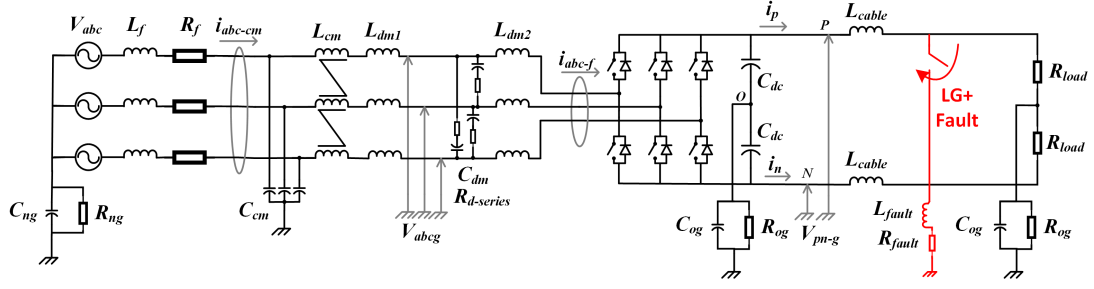 V_abc L_f R_f i_abc-cm L_cm L_dm1 L_dm2
i_abc-f
i_p P L_cable
C_dc
O
C_dc
LG+
Fault
R_load
R_load
i_n N L_cable
C_ng R_ng
C_cm
V_abcg
C_dm
R_d-series
C_og R_og
V_pn-g
L_fault
R_fault
C_og R_og